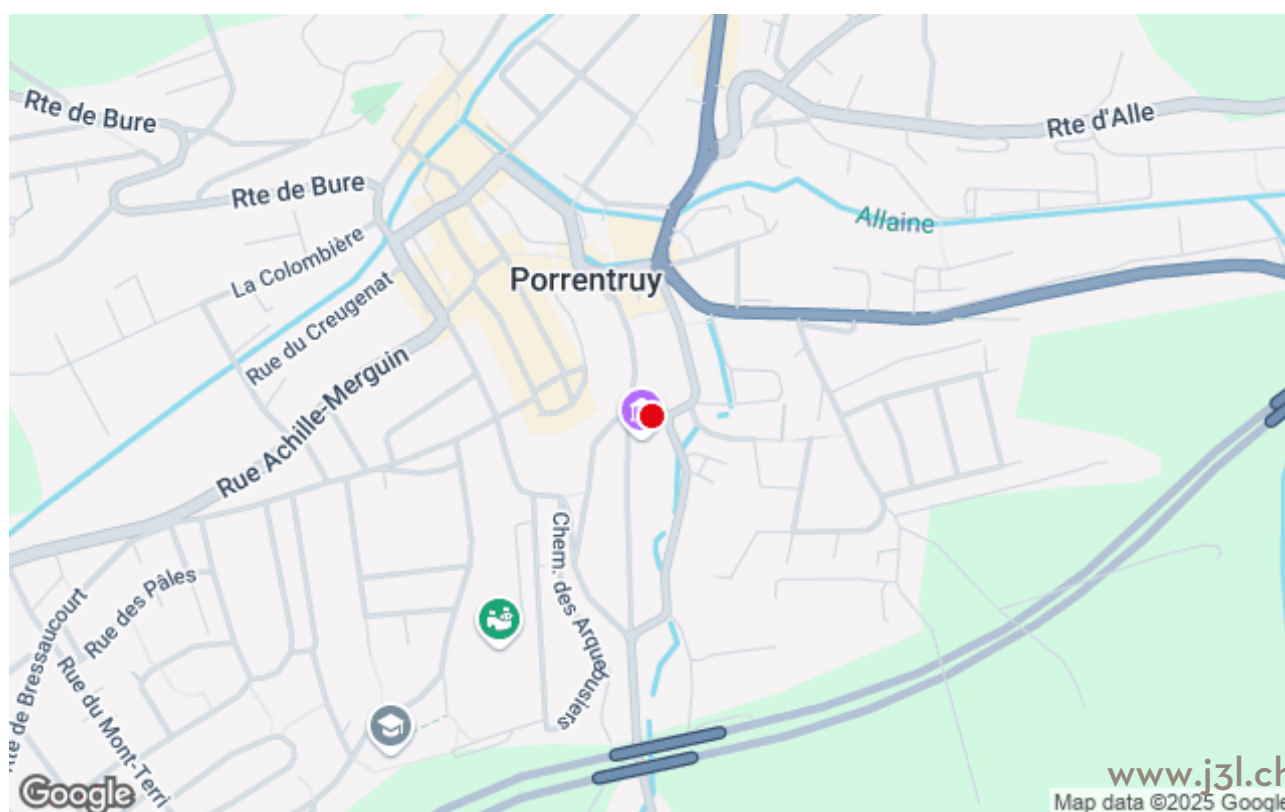 Rte de Bure
Rte d'Alle
Rte de Bure
Allaine
La Colombière
Porrentruy
Rue du Creugenat
Rue Achille-Merguin
Chem. des Arquebusiers
Rue des Pâles
Rte de Bressaucourt
Rue du Mont-Terri
www.j3l.ch
Google
Map data ©2025 Google